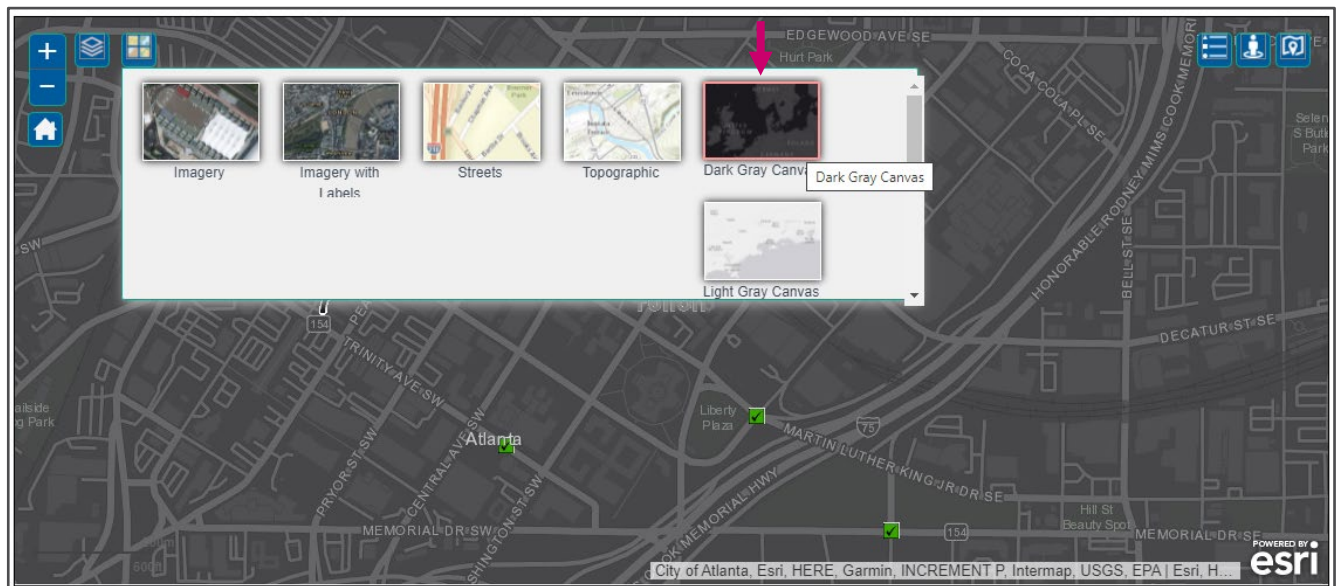 EDGEWOOD AVE SE
Hurt Park
COCA COLA PL SE
Imagery
Imagery with
Labels
Streets
Topographic
Dark Gray Canva
Dark Gray Canvas
Light Gray Canvas
HONORABLE RODNEY MIMS COOK MEMORI
BELL ST SE
SW
154
DECATUR ST SE
TRINITY AVE SW
Liberty
Plaza
75
Atlanta
MARTIN LUTHER KING JR DR SE
PRYOR ST SW
CENTRAL AVE SW
Hill St
Beauty Spot
MEMORIAL DR SW
154
MEMORIAL DR SE
600ft
POWERED BY
esri
City of Atlanta, Esri, HERE, Garmin, INCREMENT P, Intermap, USGS, EPA | Esri, H...